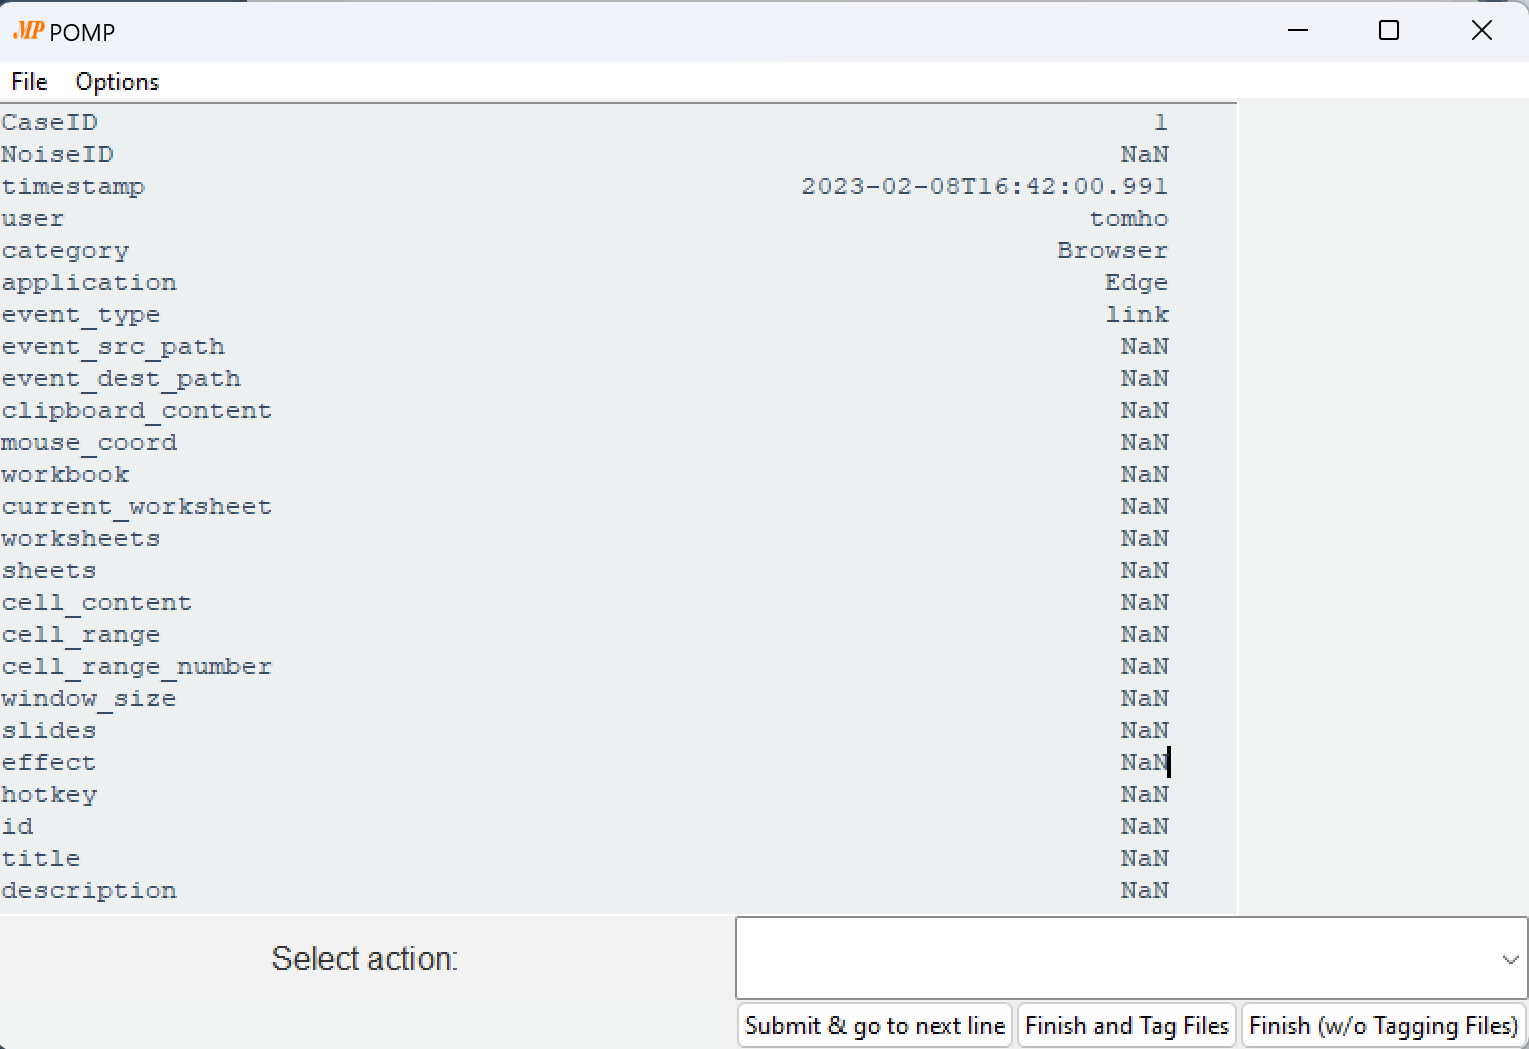 MP POMP
File Options
CaseID 1
NoiseID NaN
timestamp 2023-02-08T16:42:00.991
user tomho
category Browser
application Edge
event_type link
event_src_path NaN
event_dest_path NaN
clipboard_content NaN
mouse_coord NaN
workbook NaN
current_worksheet NaN
worksheets NaN
sheets NaN
cell_content NaN
cell_range NaN
cell_range_number NaN
window_size NaN
slides NaN
effect NaN
hotkey NaN
id NaN
title NaN
description NaN
Select action:
Submit & go to next line Finish and Tag Files Finish (w/o Tagging Files)